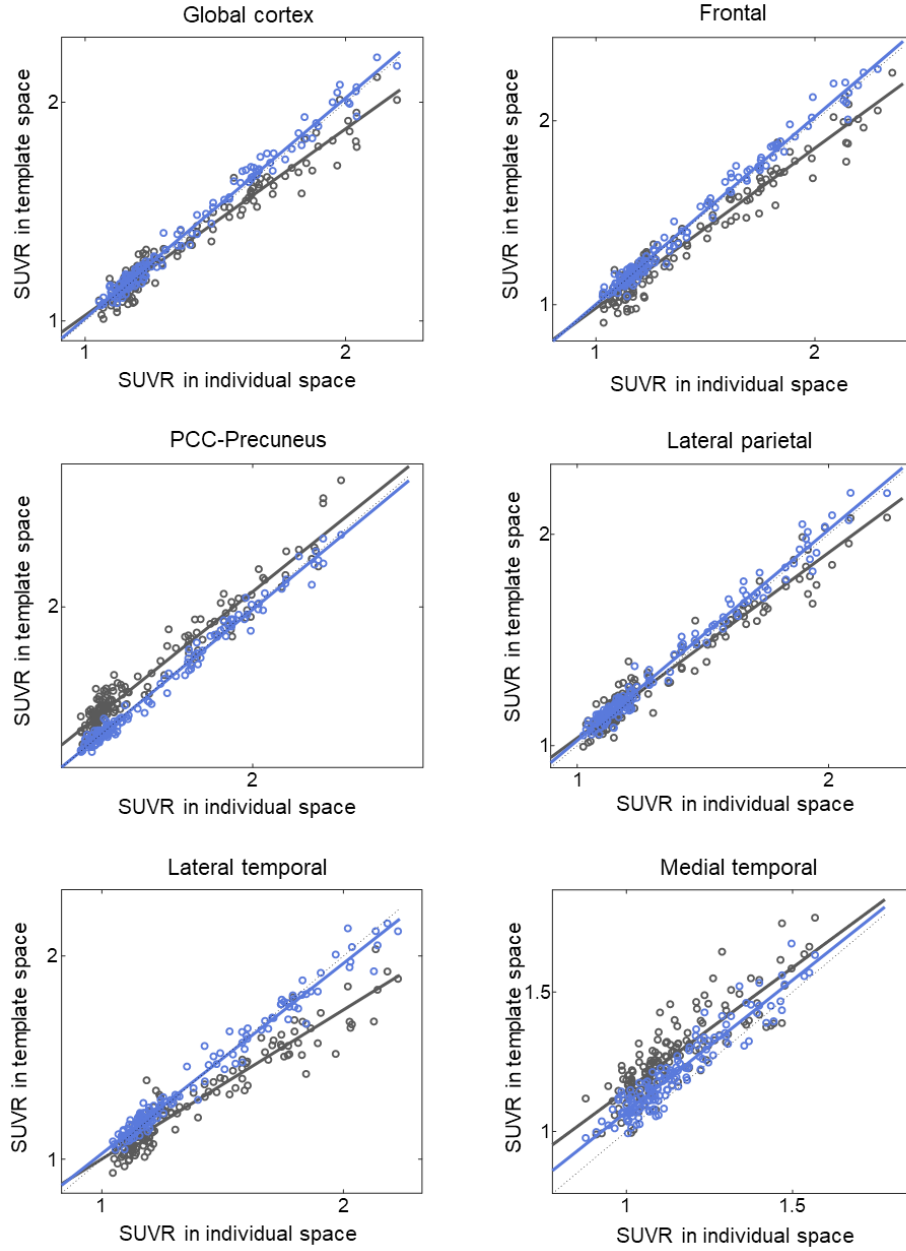 Global cortex
SUVR in template space
2
1
1
2
SUVR in individual space
Frontal
SUVR in template space
2
1
1
2
SUVR in individual space
PCC-Precuneus
SUVR in template space
2
2
SUVR in individual space
Lateral parietal
SUVR in template space
2
1
1
2
SUVR in individual space
Lateral temporal
SUVR in template space
2
1
1
2
SUVR in individual space
Medial temporal
SUVR in template space
1.5
1
1
1.5
SUVR in individual space